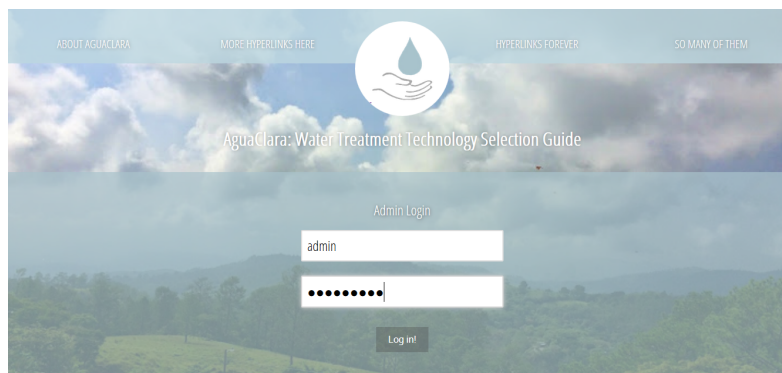 ABOUT AGUACLARA
MORE HYPERLINKS HERE
HYPERLINKS FOREVER
SO MANY OF THEM
AguaClara: Water Treatment Technology Selection Guide
Admin Login
admin
●●●●●●●●●
Log in!